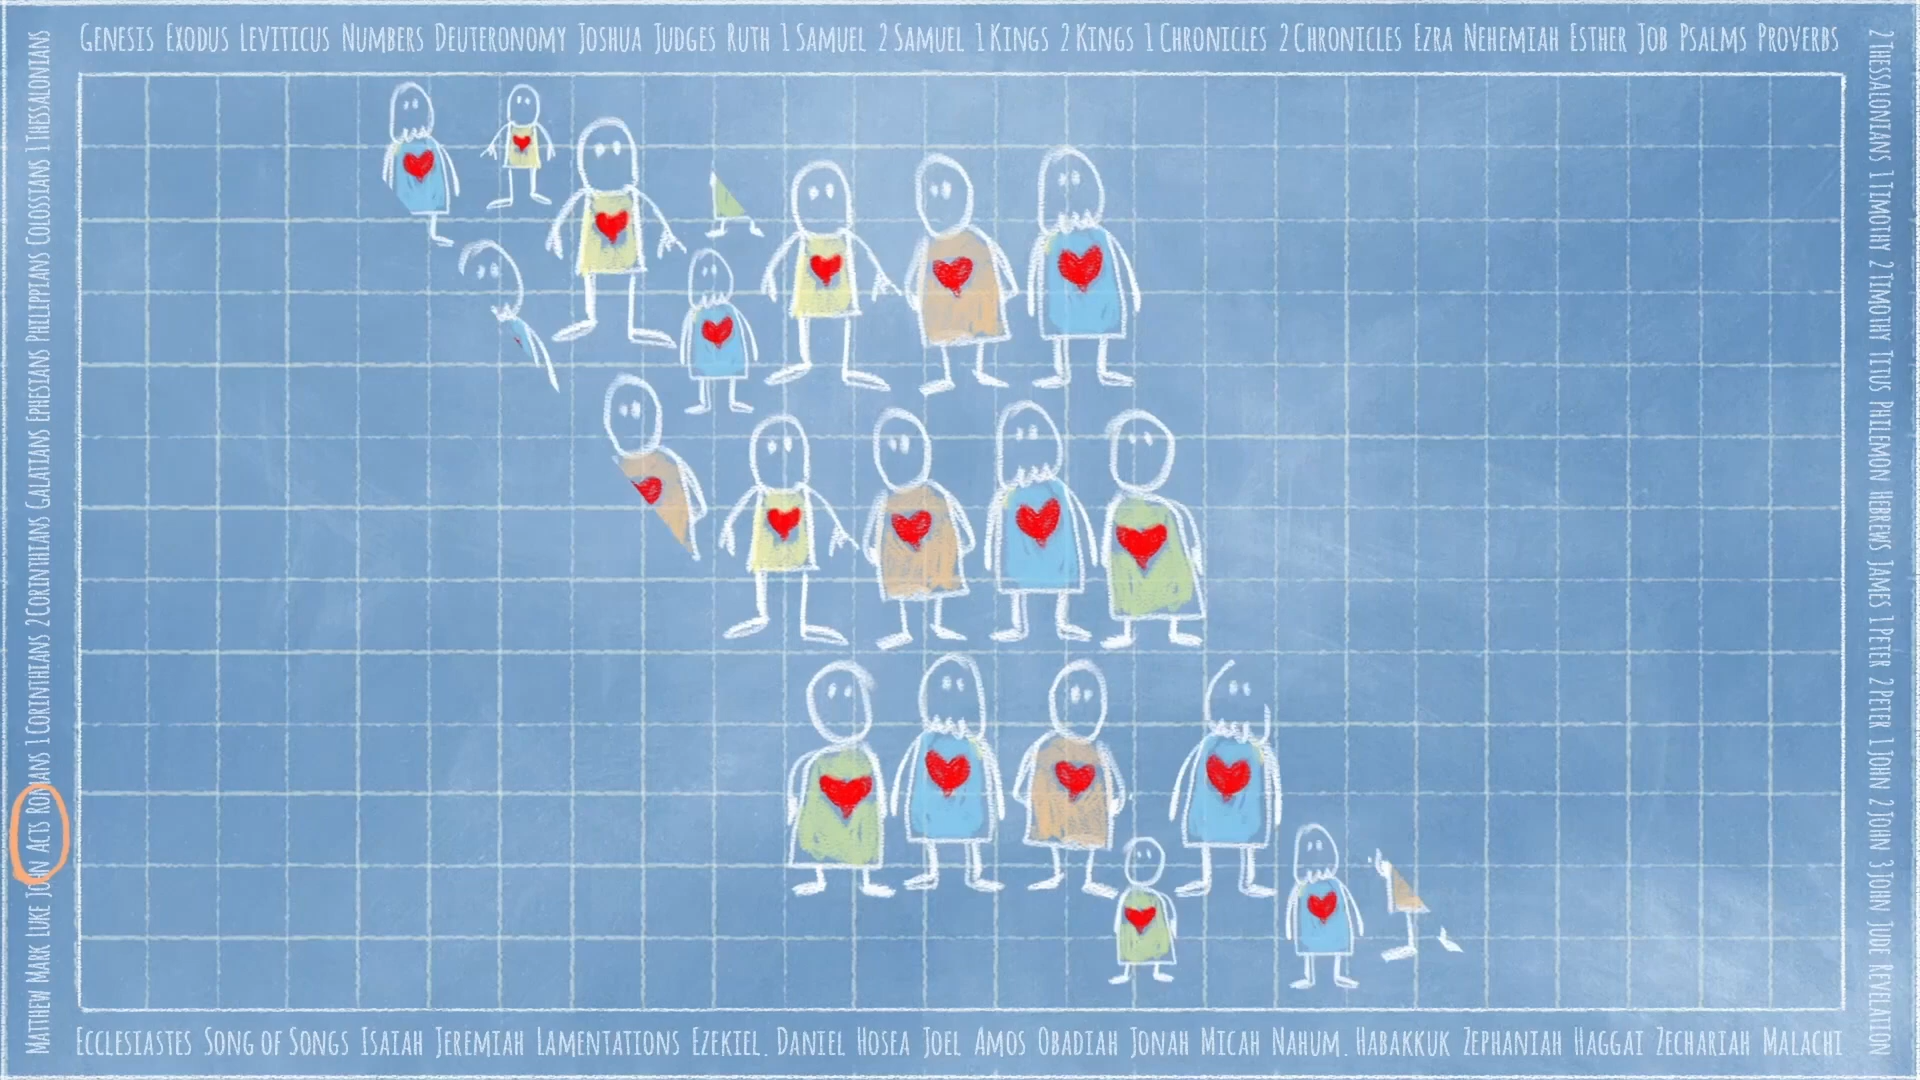 Genesis Exodus Leviticus Numbers Deuteronomy Joshua Judges Ruth 1 Samuel 2 Samuel 1 Kings 2 Kings 1 Chronicles 2 Chronicles Ezra Nehemiah Esther Job Psalms Proverbs
Ecclesiastes Song of Songs Isaiah Jeremiah Lamentations Ezekiel. Daniel Hosea Joel Amos Obadiah Jonah Micah Nahum. Habakkuk Zephaniah Haggai Zechariah Malachi
Matthew Mark Luke John Acts Romans 1 Corinthians 2 Corinthians Galatians Ephesians Philippians Colossians 1 Thessalonians
2 Thessalonians 1 Timothy 2 Timothy Titus Philemon Hebrews James 1 Peter 2 Peter 1 John 2 John 3 John Jude Revelation